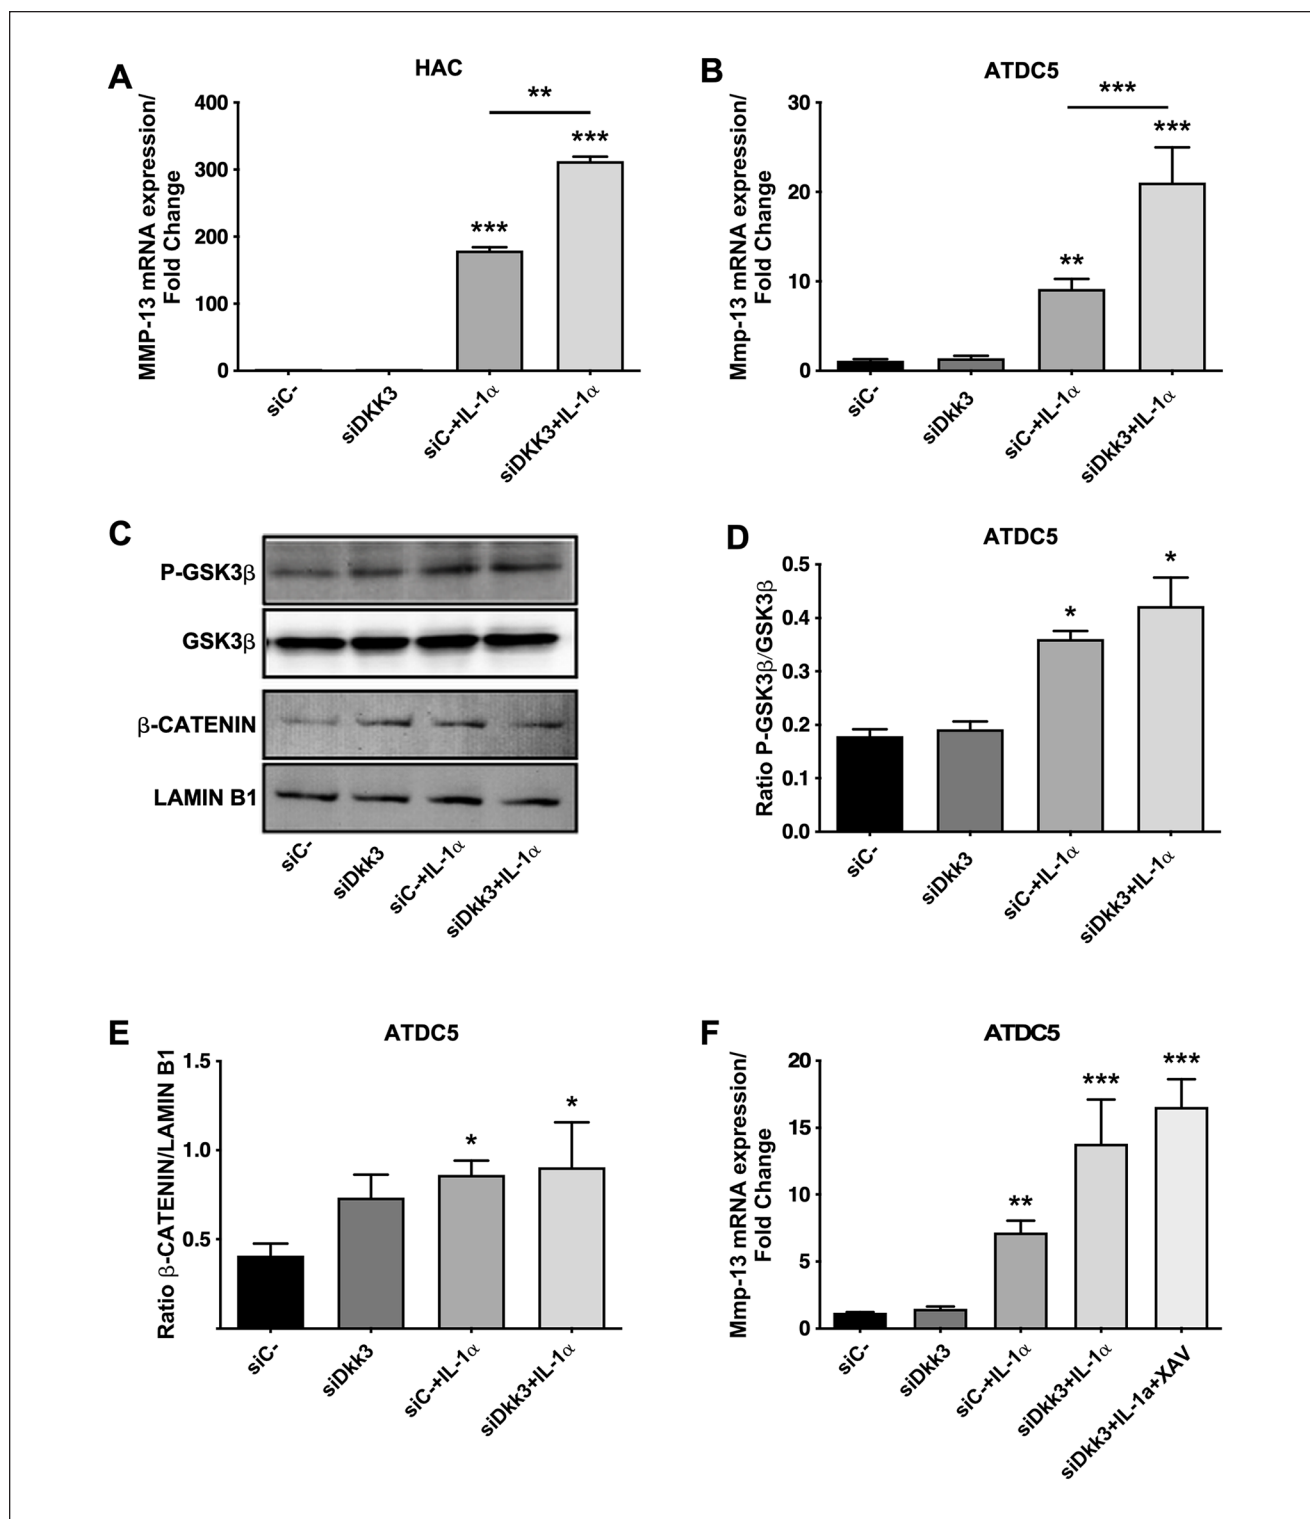 A
HAC
MMP-13 mRNA expression/
Fold Change
400
300
200
100
0
**
***
***
siC-
siDKK3
siC-+IL-1α
siDKK3+IL-1α
B
ATDC5
Mmp-13 mRNA expression/
Fold Change
30
20
10
0
***
***
**
siC-
siDkk3
siC-+IL-1α
siDkk3+IL-1α
C
P-GSK3β
GSK3β
β-CATENIN
LAMIN B1
siC-
siDkk3
siC-+IL-1α
siDkk3+IL-1α
D
ATDC5
Ratio P-GSK3β/GSK3β
0.5
0.4
0.3
0.2
0.1
0.0
*
*
siC-
siDkk3
siC-+IL-1α
siDkk3+IL-1α
E
ATDC5
Ratio β-CATENIN/LAMIN B1
1.5
1.0
0.5
*
*
siC-
siDkk3
siC-+IL-1α
siDkk3+IL-1α
F
ATDC5
Mmp-13 mRNA expression/
Fold Change
20
15
10
5
0
***
***
**
siC-
siDkk3
siC-+IL-1α
siDkk3+IL-1α
siDkk3+IL-1a+XAV